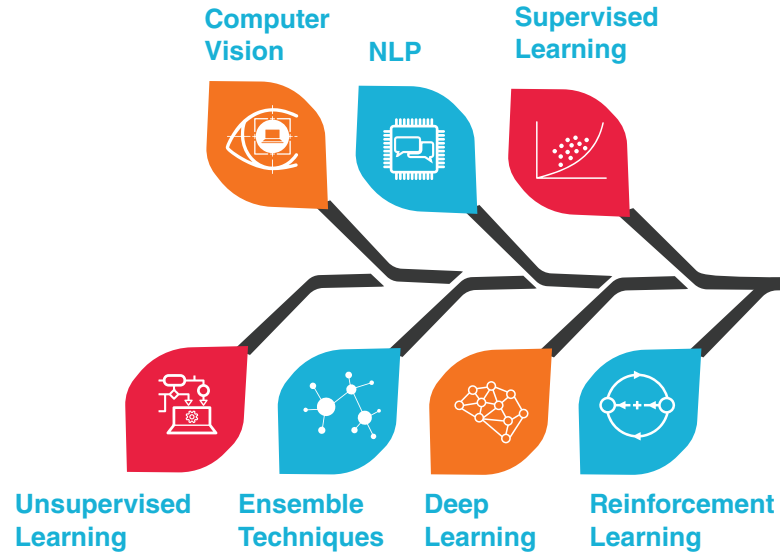 Computer
Vision
NLP
Supervised
Learning
Unsupervised
Learning
Ensemble
Techniques
Deep
Learning
Reinforcement
Learning